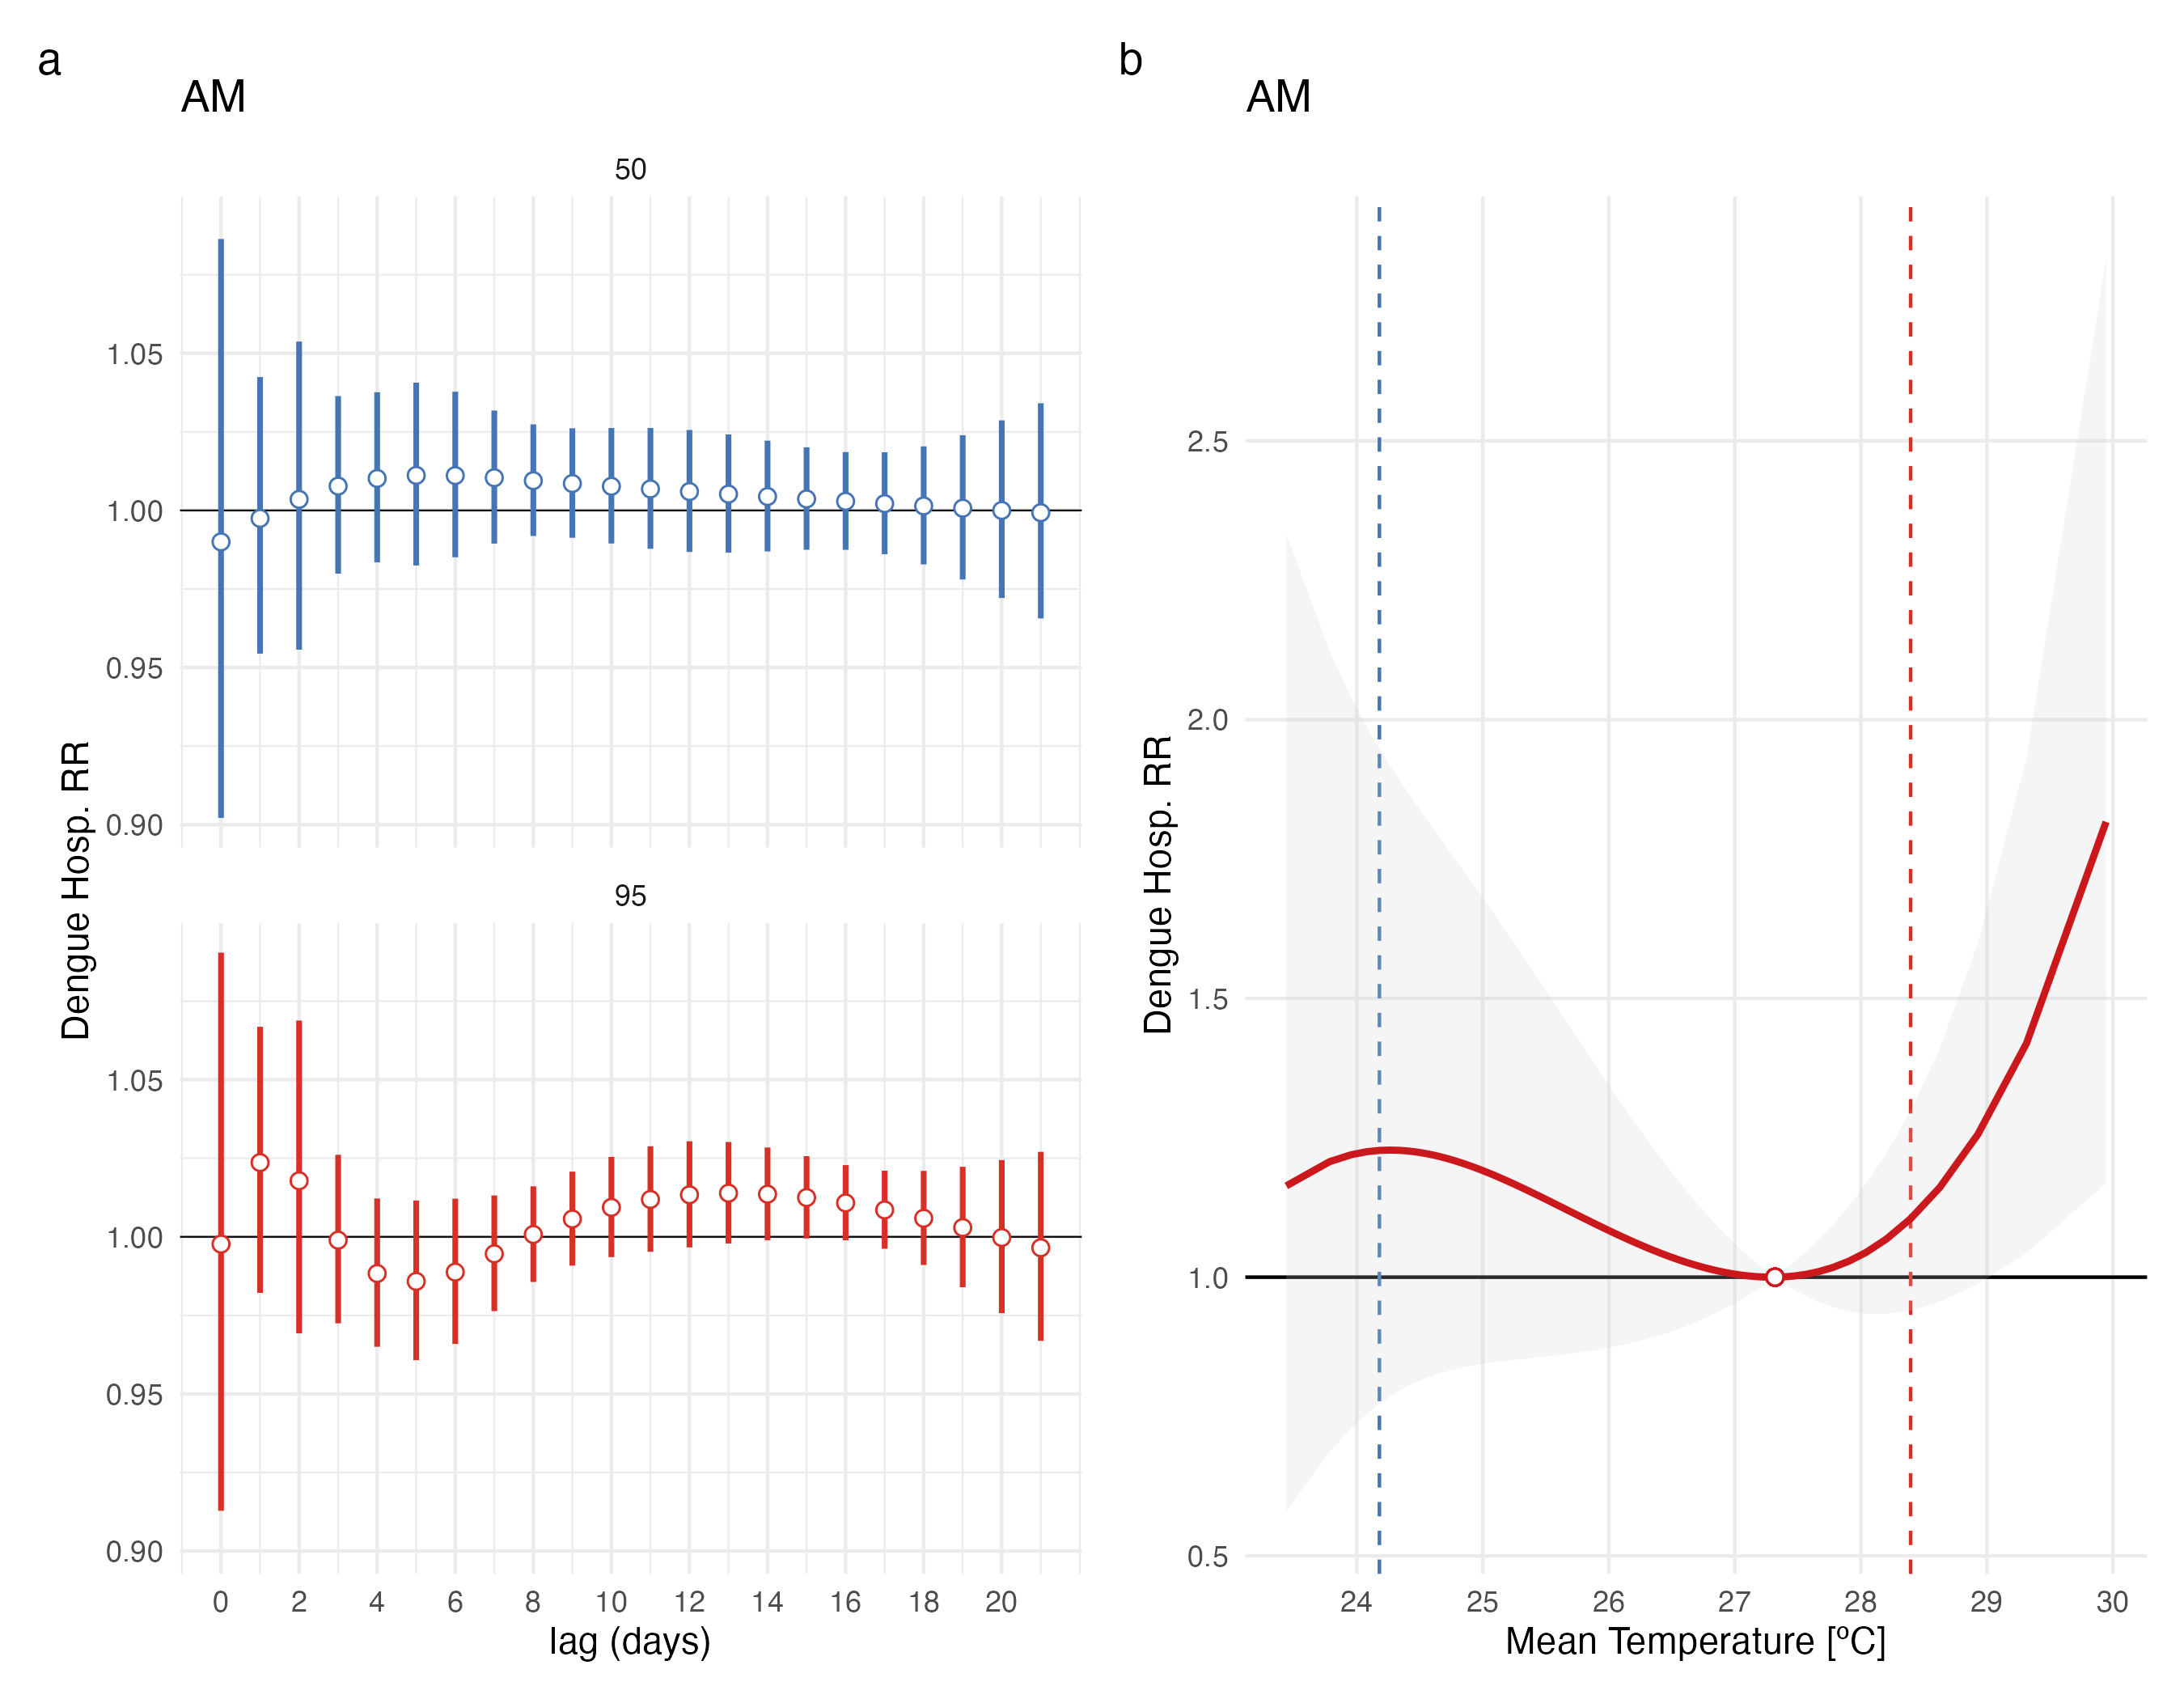 a
AM
50
Dengue Hosp. RR
1.05
1.00
0.95
0.90
95
1.05
1.00
0.95
0.90
0 2 4 6 8 10 12 14 16 18 20
lag (days)
b
AM
Dengue Hosp. RR
2.5
2.0
1.5
1.0
0.5
24 25 26 27 28 29 30
Mean Temperature [ºC]